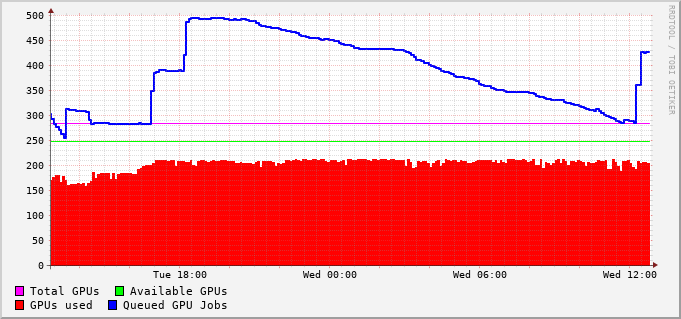 500
450
400
350
300
250
200
150
100
50
0
Tue 18:00 Wed 00:00 Wed 06:00 Wed 12:00
Total GPUs Available GPUs
GPUs used Queued GPU Jobs
RRDTOOL / TOBI OETIKER